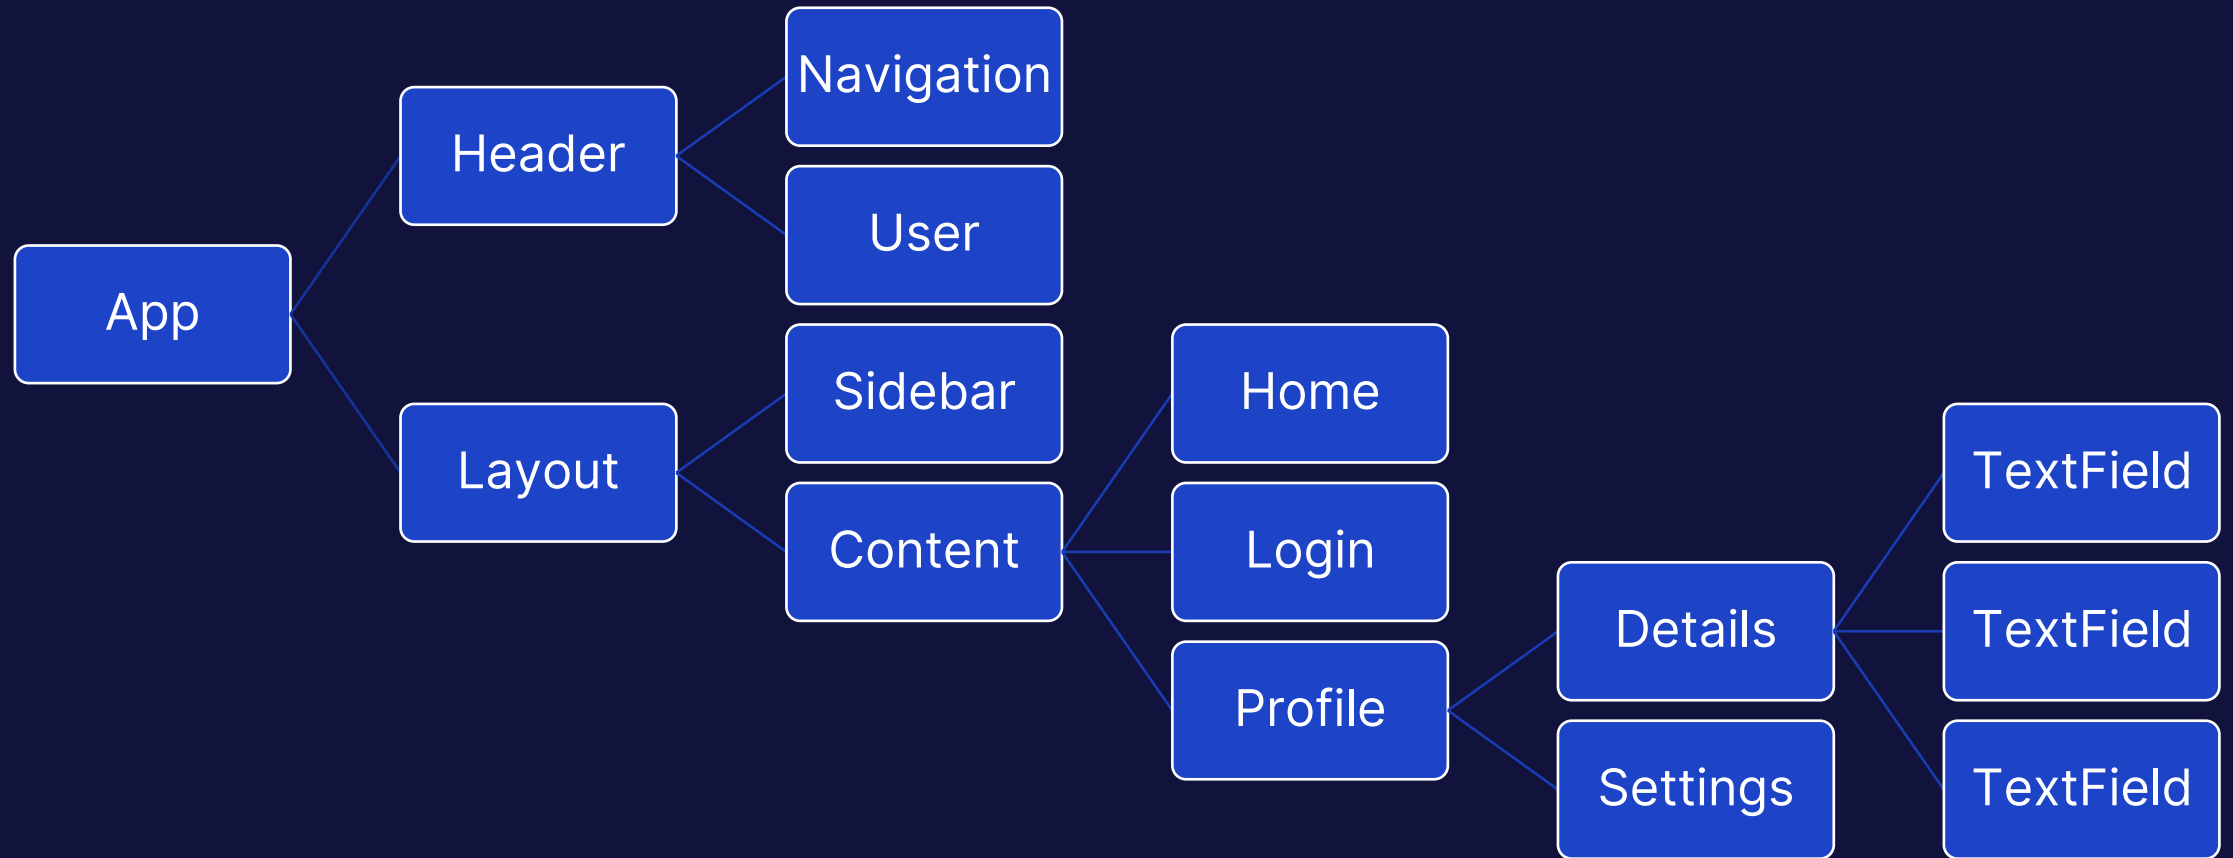 App
Header
Navigation
User
Layout
Sidebar
Content
Home
Login
Profile
Details
TextField
TextField
TextField
Settings